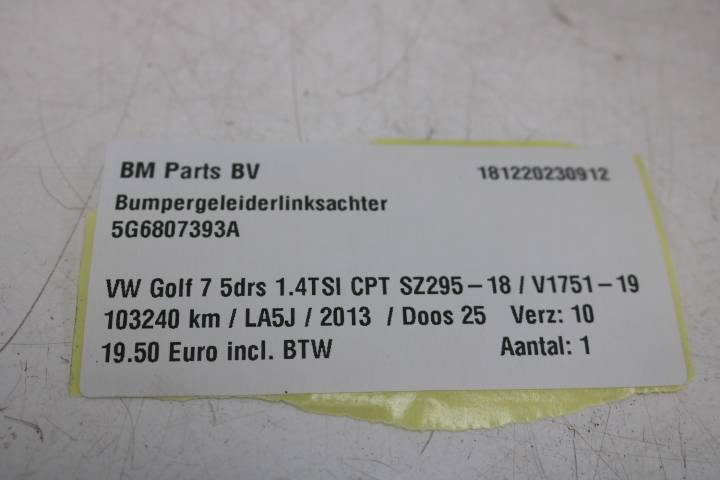 BM Parts BV 181220230912
Bumpergeleiderlinksachter
5G6807393A
VW Golf 7 5drs 1.4TSI CPT SZ295-18 / V1751-19
103240 km / LA5J / 2013 / Doos 25 Verz: 10
19.50 Euro incl. BTW Aantal: 1